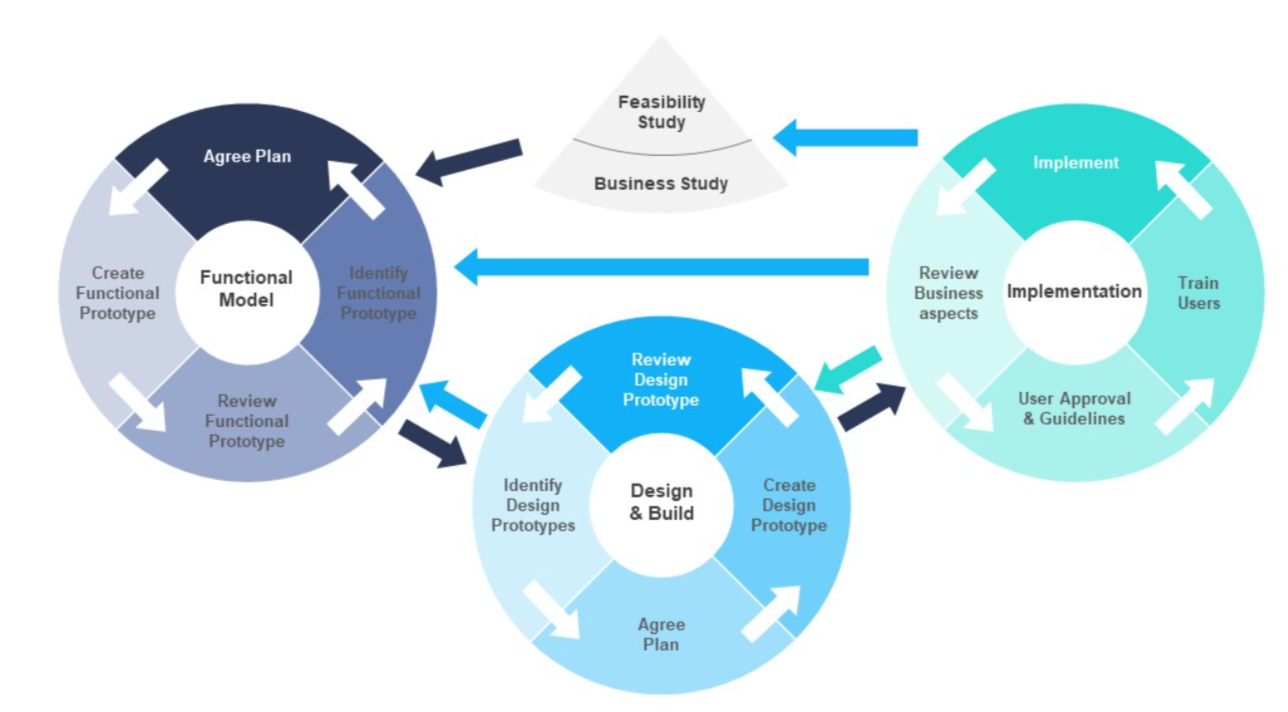 Feasibility
Study
Business Study
Agree Plan
Create
Functional
Prototype
Functional
Model
Identify
Functional
Prototype
Review
Functional
Prototype
Review
Design
Prototype
Identify
Design
Prototypes
Design
& Build
Create
Design
Prototype
Agree
Plan
Implement
Review
Business
aspects
Implementation
Train
Users
User Approval
& Guidelines